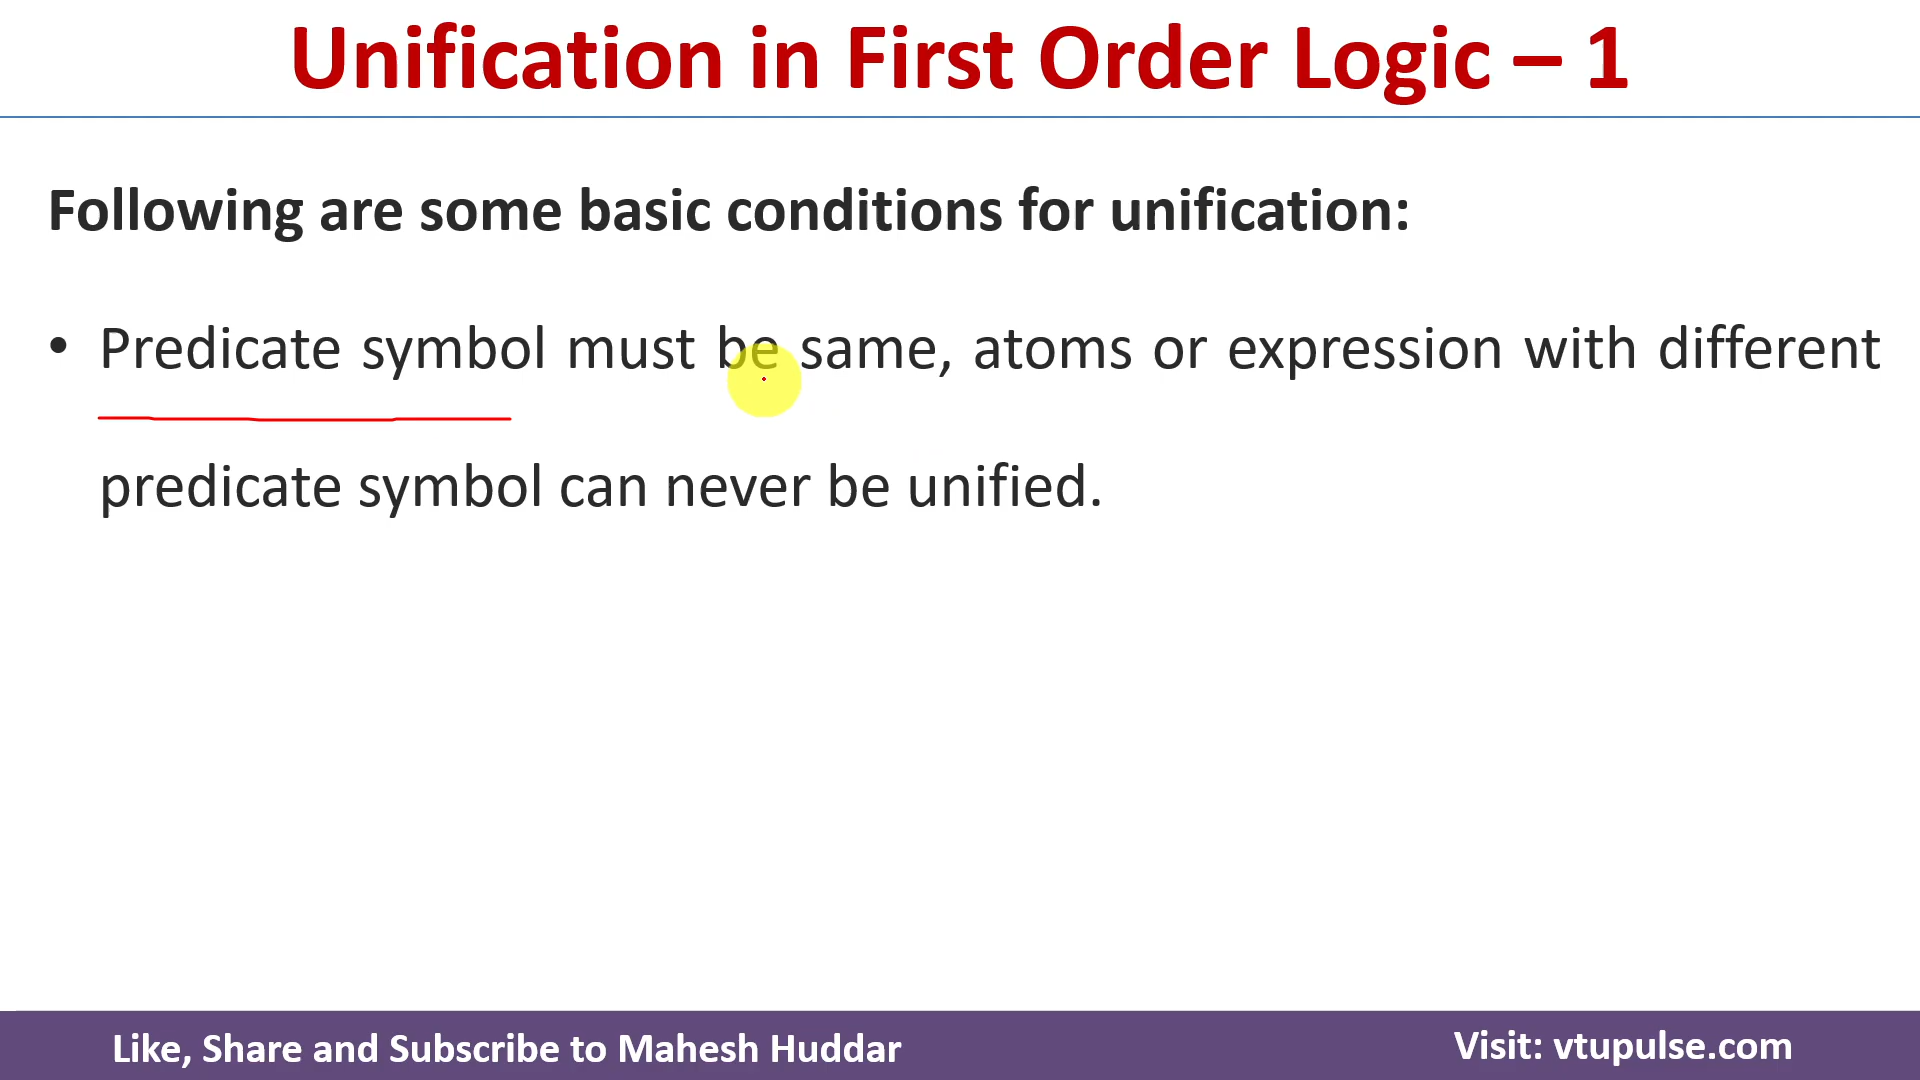 Unification in First Order Logic – 1
Following are some basic conditions for unification:
• Predicate symbol must be same, atoms or expression with different
predicate symbol can never be unified.
Like, Share and Subscribe to Mahesh Huddar
Visit: vtupulse.com